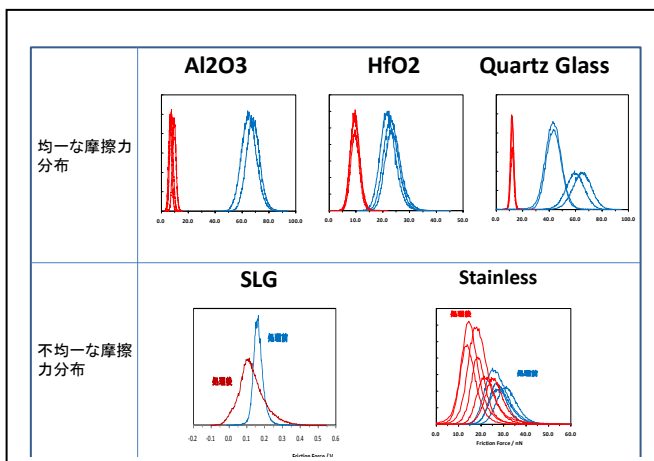 Al2O3
HfO2
Quartz Glass
均一な摩擦力
分布
0.0 20.0 40.0 60.0 80.0 100.0
0.0 10.0 20.0 30.0 40.0 50.0
0.0 20.0 40.0 60.0 80.0 100.0
SLG
Stainless
不均一な摩擦
力分布
処理前
処理後
-0.2 -0.1 0.0 0.1 0.2 0.3 0.4 0.5 0.6
Friction Force / V
処理後
処理前
0.0 10.0 20.0 30.0 40.0 50.0 60.0
Friction Force / nN